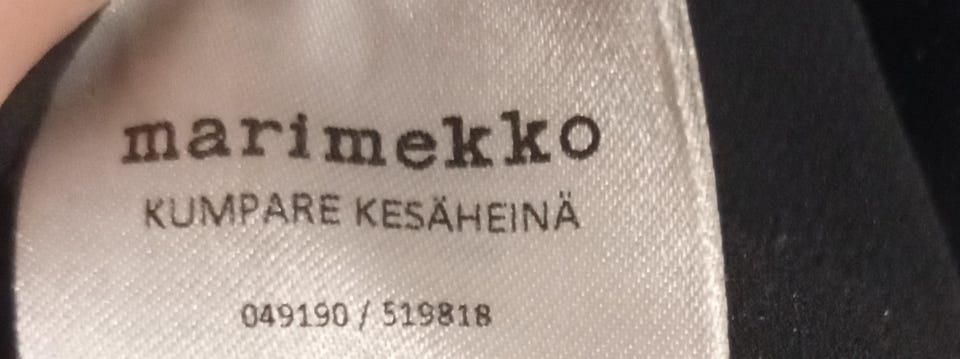 marimekko
KUMPARE KESÄHEINÄ
049190 / 519818